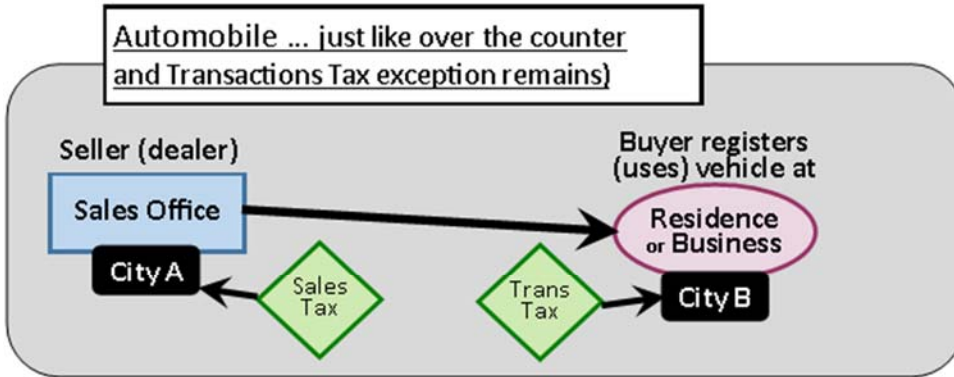 Automobile ... just like over the counter
and Transactions Tax exception remains)
Seller (dealer)
Sales Office
City A
Sales
Tax
Buyer registers
(uses) vehicle at
Residence
or Business
City B
Trans
Tax